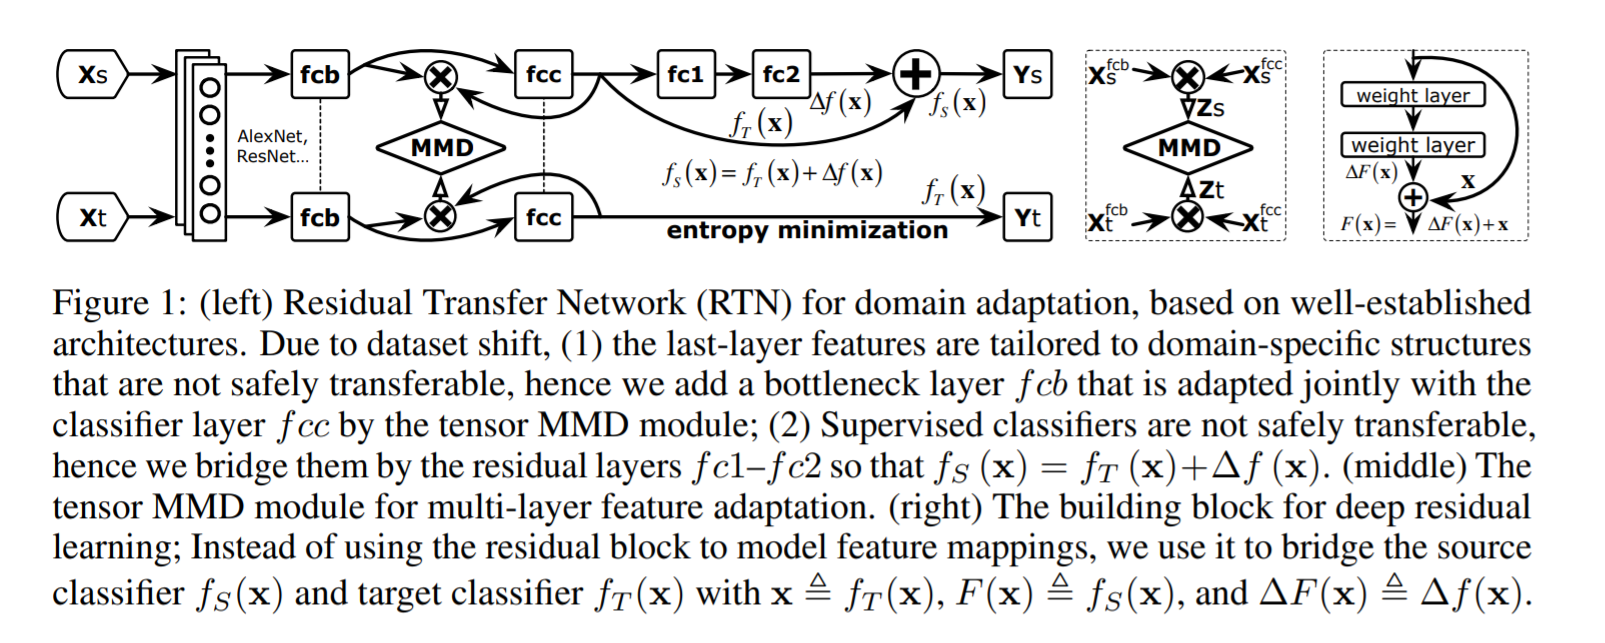 Xs
AlexNet,
ResNet...
fcb
MMD
fcc
fc1
fc2
Δf(x)
f_T(x)
f_S(x)
Ys
f_S(x)= f_T(x)+Δf(x)
Xt
fcb
fcc
f_T(x)
entropy minimization
Yt
X_s^fcb
X_s^fcc
Zs
MMD
Zt
X_t^fcb
X_t^fcc
weight layer
weight layer
ΔF(x)
x
F(x)= ΔF(x)+x
Figure 1: (left) Residual Transfer Network (RTN) for domain adaptation, based on well-established
architectures. Due to dataset shift, (1) the last-layer features are tailored to domain-specific structures
that are not safely transferable, hence we add a bottleneck layer fcb that is adapted jointly with the
classifier layer fcc by the tensor MMD module; (2) Supervised classifiers are not safely transferable,
hence we bridge them by the residual layers fc1–fc2 so that f_S (x) = f_T (x)+Δf (x). (middle) The
tensor MMD module for multi-layer feature adaptation. (right) The building block for deep residual
learning; Instead of using the residual block to model feature mappings, we use it to bridge the source
classifier f_S(x) and target classifier f_T(x) with x ≜ f_T(x), F(x) ≜ f_S(x), and ΔF(x) ≜ Δf(x).